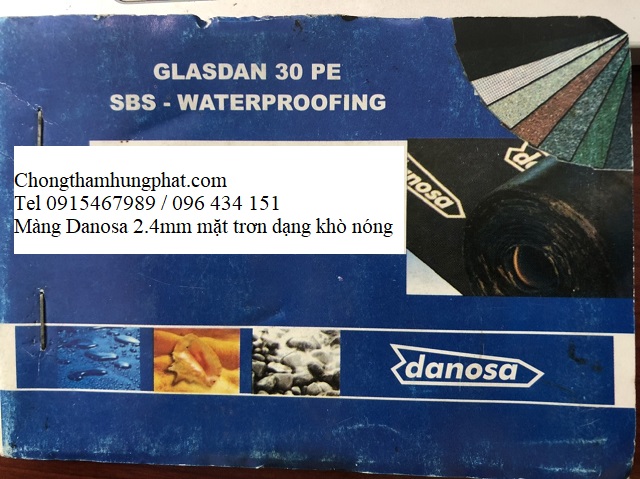 GLASDAN 30 PE
SBS - WATERPROOFING
danosa
danosa
Chongthamhungphat.com
Tel 0915467989 / 096 434 151
Màng Danosa 2.4mm mặt trơn dạng khò nóng
danosa